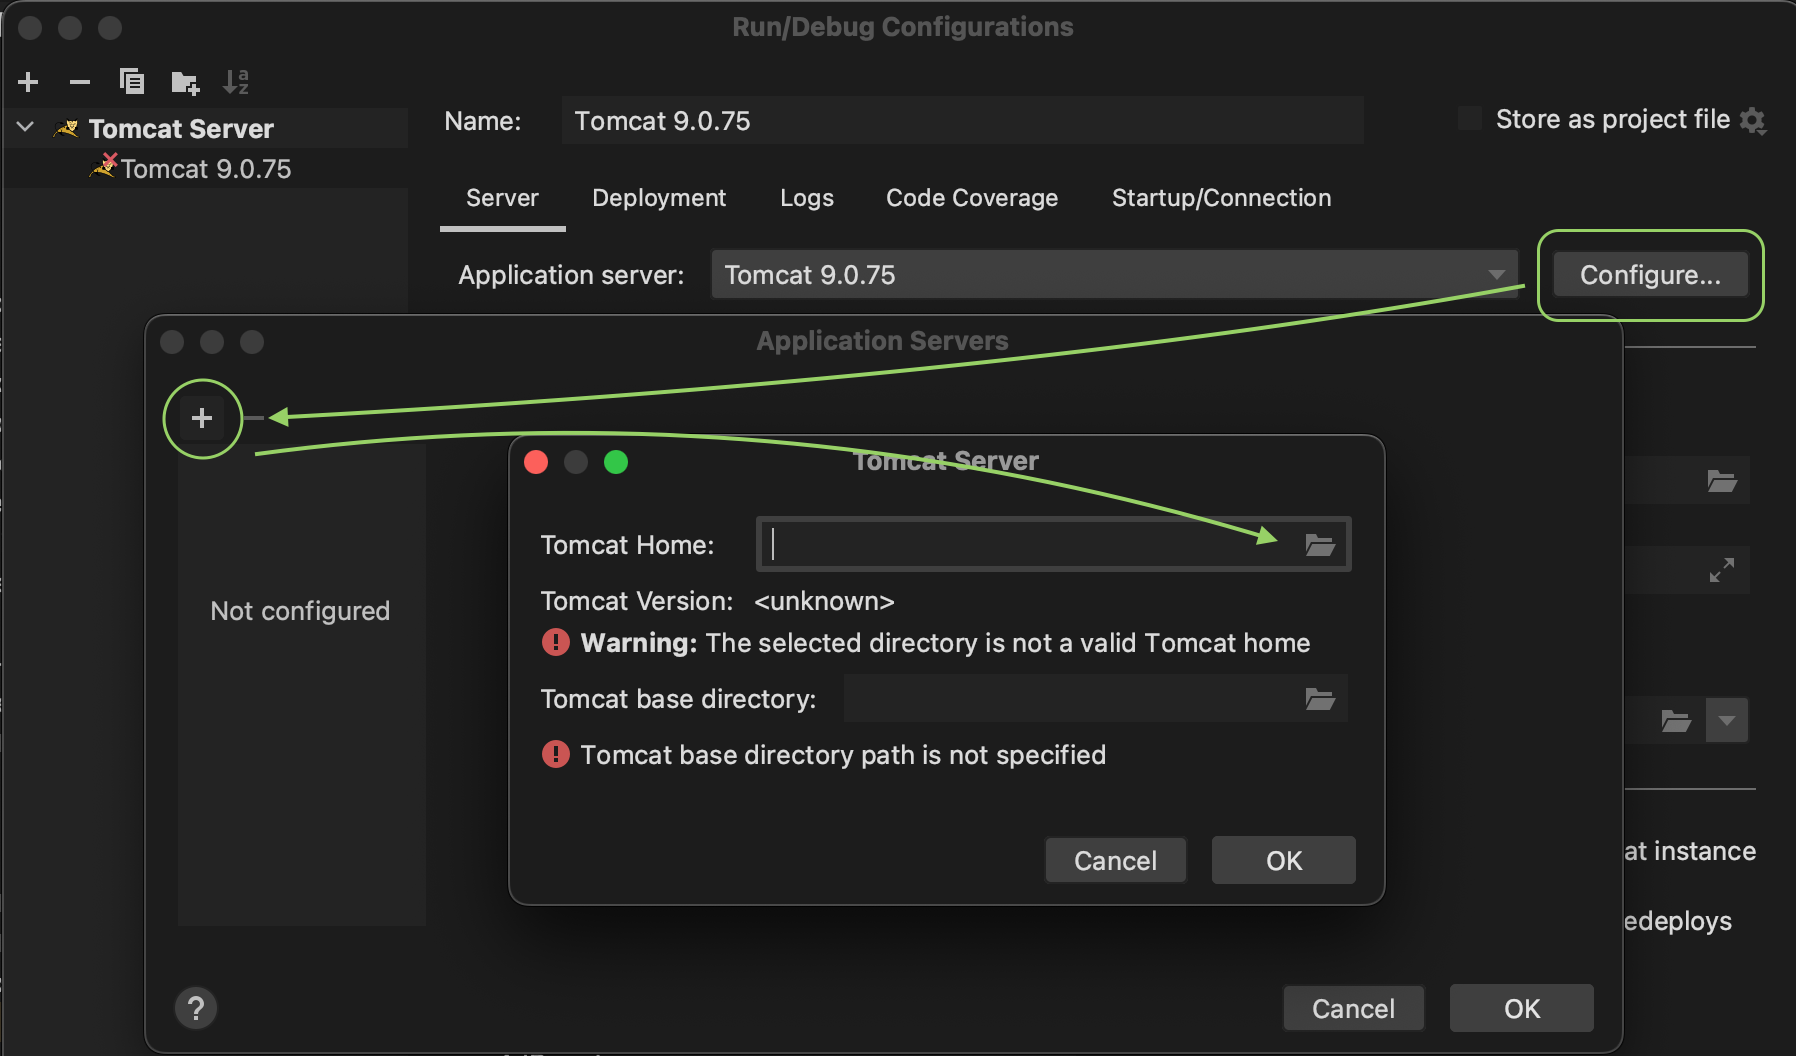 Run/Debug Configurations
Tomcat Server
Tomcat 9.0.75
Name: Tomcat 9.0.75
Store as project file
Server Deployment Logs Code Coverage Startup/Connection
Application server: Tomcat 9.0.75 Configure...
Application Servers
Not configured
Tomcat Server
Tomcat Home:
Tomcat Version: <unknown>
Warning: The selected directory is not a valid Tomcat home
Tomcat base directory:
Tomcat base directory path is not specified
Cancel OK
at instance
edeploys
? Cancel OK